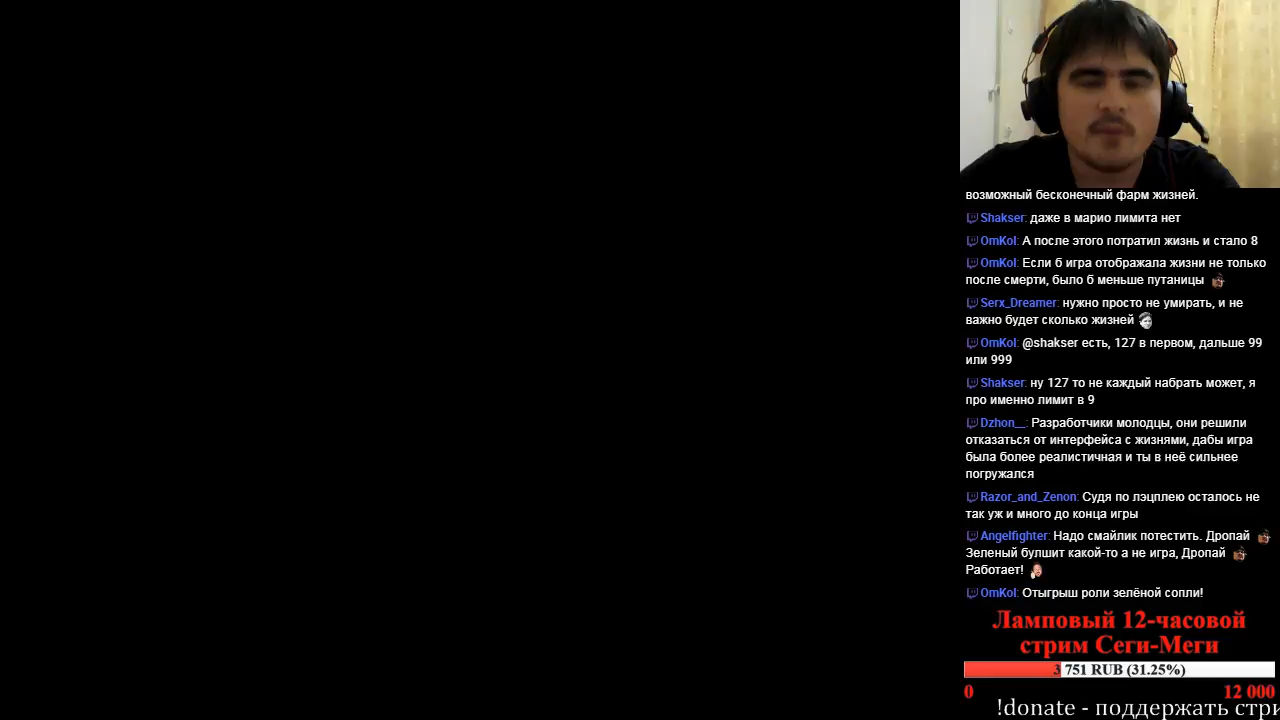 возможный бесконечный фарм жизней.
Shakser: даже в марио лимита нет
OmKol: А после этого потратил жизнь и стало 8
OmKol: Если б игра отображала жизни не только
после смерти, было б меньше путаницы
Serx_Dreamer: нужно просто не умирать, и не
важно будет сколько жизней
OmKol: @shakser есть, 127 в первом, дальше 99
или 999
Shakser: ну 127 то не каждый набрать может, я
про именно лимит в 9
Dzhon__: Разработчики молодцы, они решили
отказаться от интерфейса с жизнями, дабы игра
была более реалистичная и ты в неё сильнее
погружался
Razor_and_Zenon: Судя по лэцплею осталось не
так уж и много до конца игры
Angelfighter: Надо смайлик потестить. Дропай
Зеленый булшит какой-то а не игра, Дропай
Работает!
OmKol: Отыгрыш роли зелёной сопли!
Ламповый 12-часовой
стрим Сеги-Меги
3 751 RUB (31.25%)
0 12 000
!donate - поддержать стри